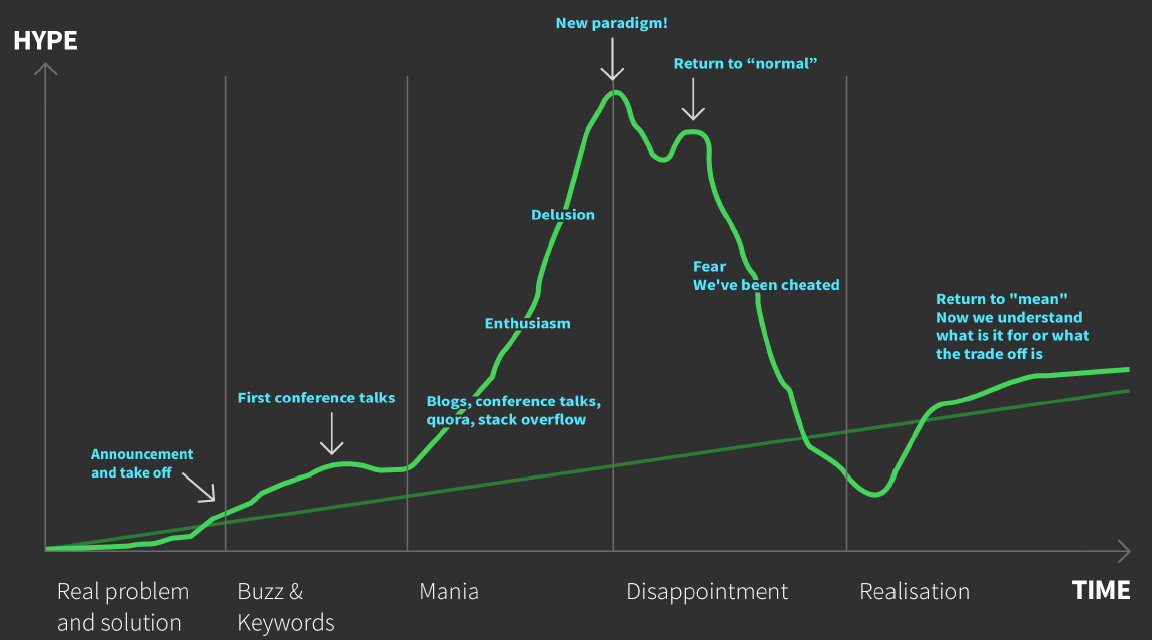 New paradigm!
HYPE
Return to “normal”
Delusion
Fear
We've been cheated
Return to "mean"
Now we understand
what is it for or what
the trade off is
Enthusiasm
First conference talks
Blogs, conference talks,
quora, stack overflow
Announcement
and take off
Real problem
and solution
Buzz &
Keywords
Mania
Disappointment
Realisation
TIME